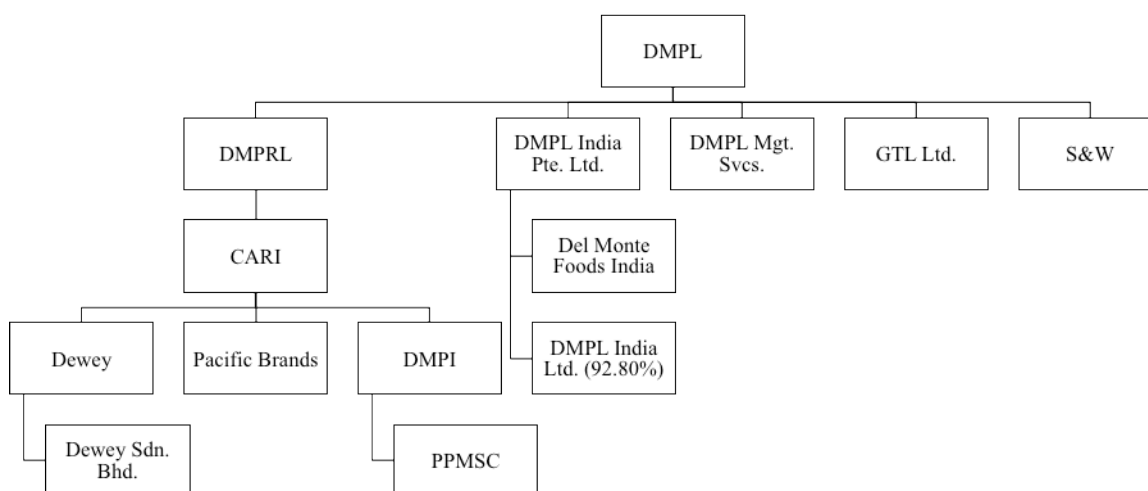 DMPL
DMPRL
DMPL India
Pte. Ltd.
DMPL Mgt.
Svcs.
GTL Ltd.
S&W
CARI
Del Monte
Foods India
Dewey
Pacific Brands
DMPI
DMPL India
Ltd. (92.80%)
Dewey Sdn.
Bhd.
PPMSC